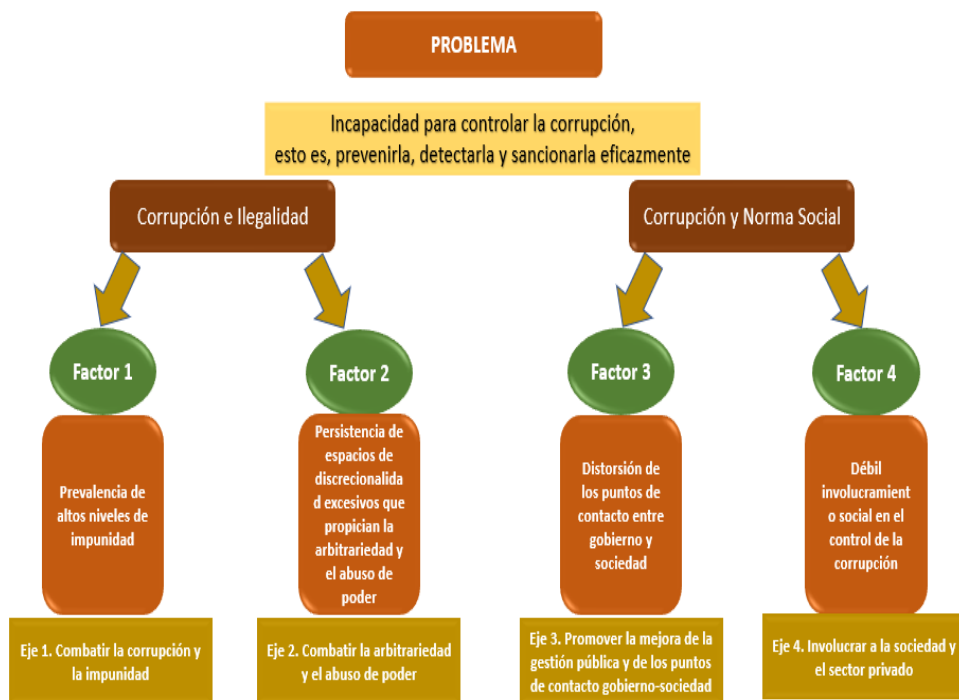 PROBLEMA
Incapacidad para controlar la corrupción,
esto es, prevenirla, detectarla y sancionarla eficazmente
Corrupción e Ilegalidad
Corrupción y Norma Social
Factor 1
Factor 2
Factor 3
Factor 4
Prevalencia de
altos niveles de
impunidad
Persistencia de
espacios de
discrecionalida
d excesivos que
propician la
arbitrariedad y
el abuso de
poder
Distorsión de
los puntos de
contacto entre
gobierno y
sociedad
Débil
involucramient
o social en el
control de la
corrupción
Eje 1. Combatir la corrupción y
la impunidad
Eje 2. Combatir la arbitrariedad
y el abuso de poder
Eje 3. Promover la mejora de la
gestión pública y de los puntos
de contacto gobierno-sociedad
Eje 4. Involucrar a la sociedad y
el sector privado